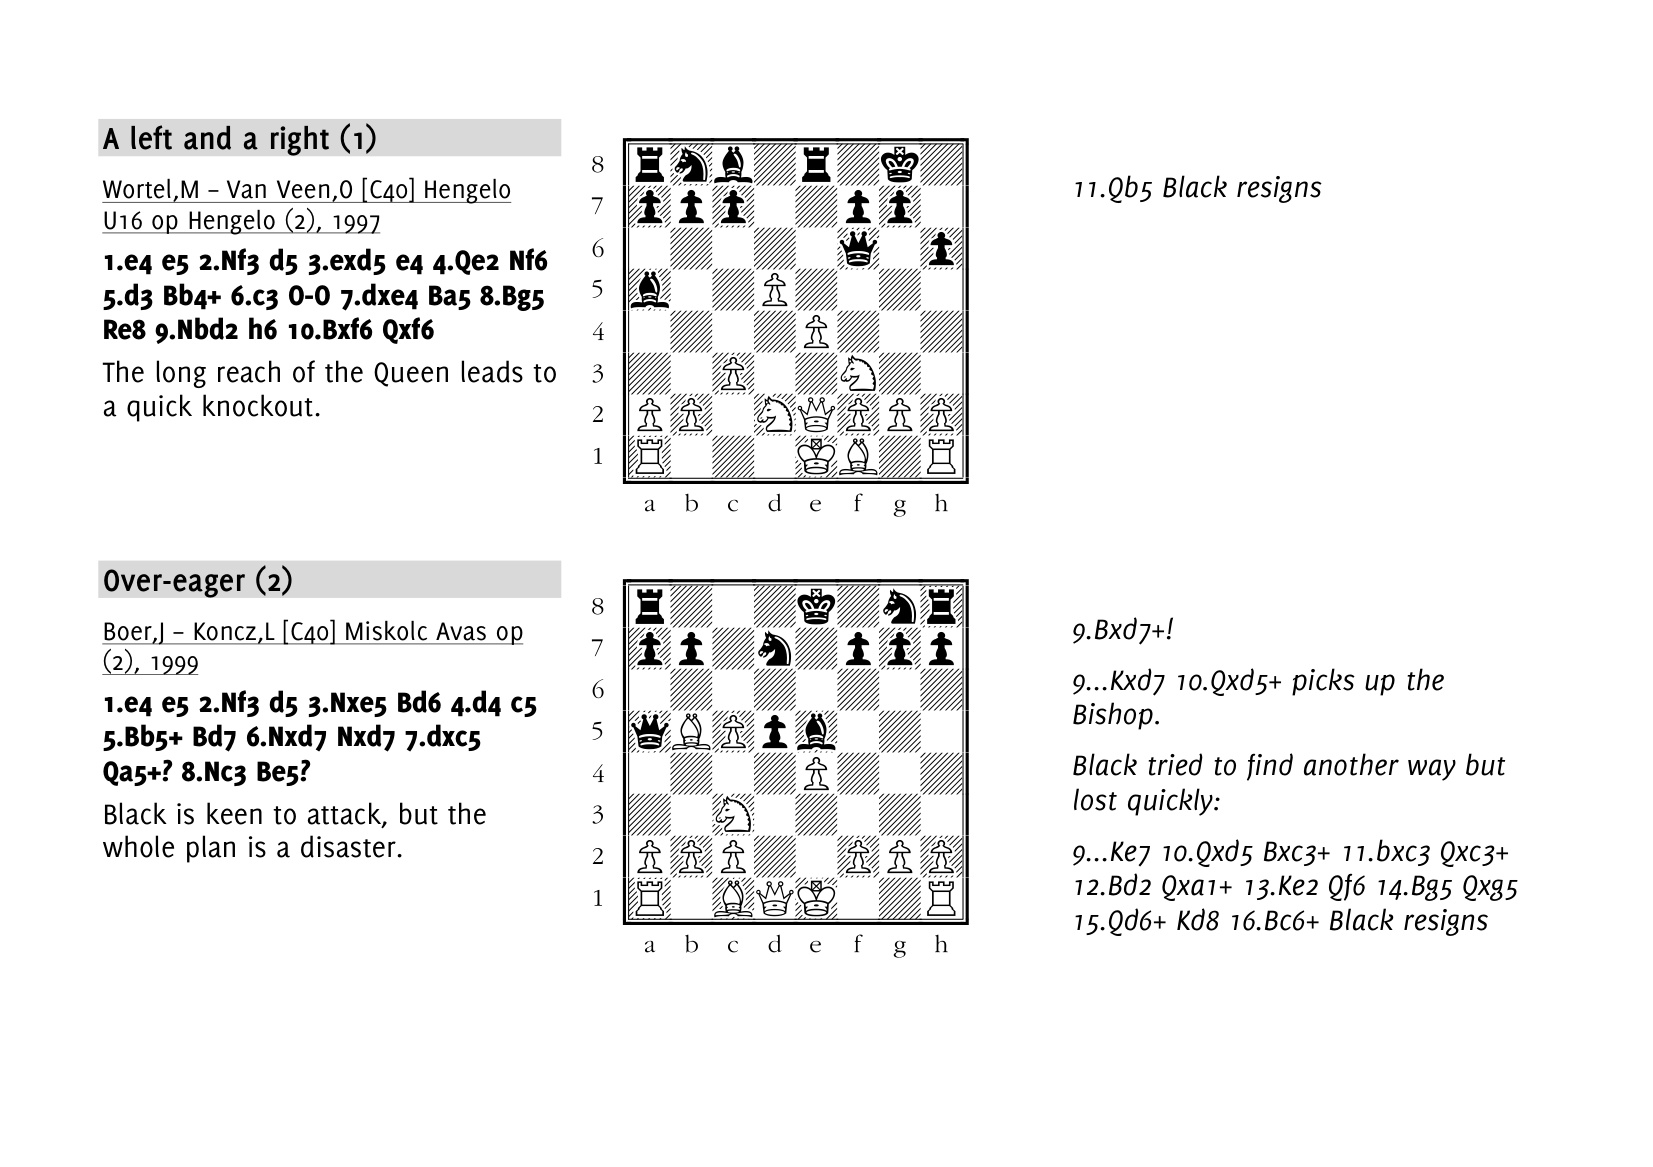 A left and a right (1)
Wortel,M – Van Veen,O [C40] Hengelo
U16 op Hengelo (2), 1997
1.e4 e5 2.Nf3 d5 3.exd5 e4 4.Qe2 Nf6
5.d3 Bb4+ 6.c3 0-0 7.dxe4 Ba5 8.Bg5
Re8 9.Nbd2 h6 10.Bxf6 Qxf6
The long reach of the Queen leads to
a quick knockout.
8
7
6
5
4
3
2
1
a b c d e f g h
11.Qb5 Black resigns
Over-eager (2)
Boer,J – Koncz,L [C40] Miskolc Avas op
(2), 1999
1.e4 e5 2.Nf3 d5 3.Nxe5 Bd6 4.d4 c5
5.Bb5+ Bd7 6.Nxd7 Nxd7 7.dxc5
Qa5+? 8.Nc3 Be5?
Black is keen to attack, but the
whole plan is a disaster.
8
7
6
5
4
3
2
1
a b c d e f g h
9.Bxd7+!
9...Kxd7 10.Qxd5+ picks up the
Bishop.
Black tried to find another way but
lost quickly:
9...Ke7 10.Qxd5 Bxc3+ 11.bxc3 Qxc3+
12.Bd2 Qxa1+ 13.Ke2 Qf6 14.Bg5 Qxg5
15.Qd6+ Kd8 16.Bc6+ Black resigns